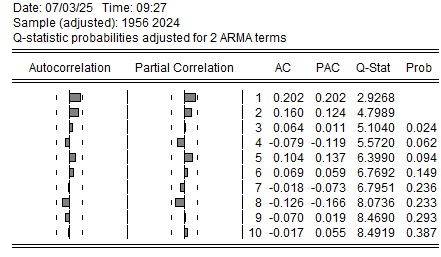 Date: 07/03/25 Time: 09:27
Sample (adjusted): 1956 2024
Q-statistic probabilities adjusted for 2 ARMA terms
Autocorrelation Partial Correlation AC PAC Q-Stat Prob
1 0.202 0.202 2.9268
2 0.160 0.124 4.7989
3 0.064 0.011 5.1040 0.024
4 -0.079 -0.119 5.5720 0.062
5 0.104 0.137 6.3990 0.094
6 0.069 0.059 6.7692 0.149
7 -0.018 -0.073 6.7951 0.236
8 -0.126 -0.166 8.0736 0.233
9 -0.070 0.019 8.4690 0.293
10 -0.017 0.055 8.4919 0.387